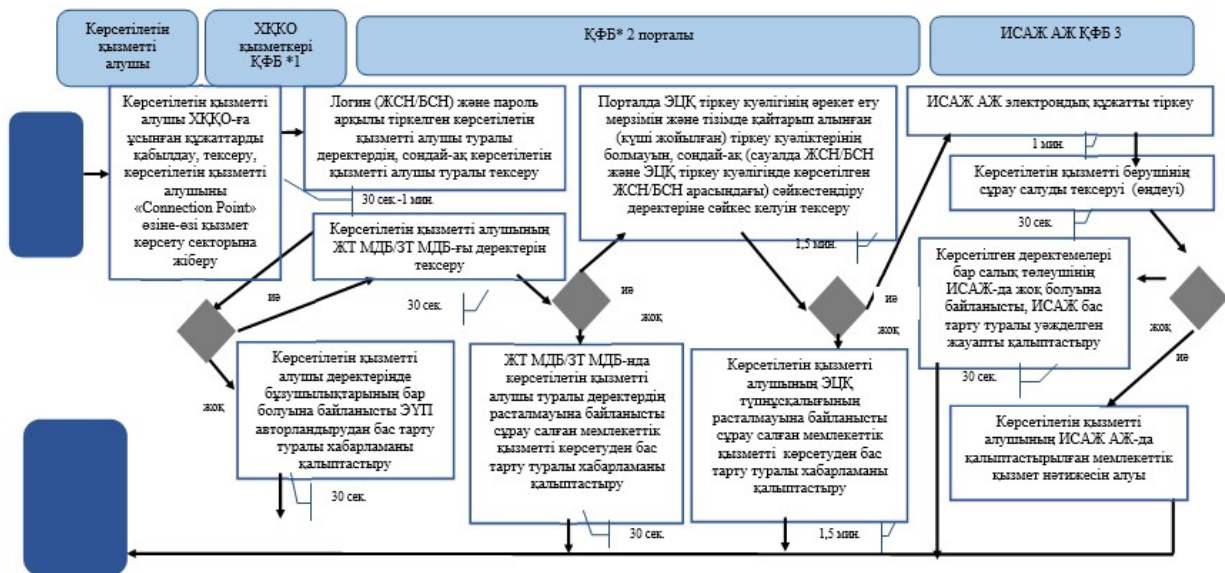 Көрсетілетін
қызметті
алушы
ХҚҚО
қызметкері
ҚФБ *1
ҚФБ* 2 порталы
ИСАЖ АЖ ҚФБ 3
Көрсетілетін қызметті
алушы ХҚҚО-ға
ұсынған құжаттарды
қабылдау, тексеру,
көрсетілетін қызметті
алушыны
«Connection Point»
өзіне-өзі қызмет
көрсету секторына
жіберу
Логин (ЖСН/БСН) және пароль
арқылы тіркелген көрсетілетін
қызметті алушы туралы
деректердің, сондай-ақ көрсетілетін
қызметті алушы туралы тексеру
30 сек.-1 мин.
Көрсетілетін қызметті алушының
ЖТ МДБ/ЗТ МДБ-ғы деректерін
тексеру
30 сек.
иә
жоқ
Көрсетілетін қызметті
алушы деректерінде
бұзушылықтарының бар
болуына байланысты ЭҮП
авторландырудан бас тарту
туралы хабарламаны
қалыптастыру
30 сек.
Порталда ЭЦҚ тіркеу куәлігінің әрекет ету
мерзімін және тізімде қайтарып алынған
(күші жойылған) тіркеу куәліктерінің
болмауын, сондай-ақ (сауалда ЖСН/БСН
және ЭЦҚ тіркеу куәлігінде көрсетілген
ЖСН/БСН арасындағы) сәйкестендіру
деректеріне сәйкес келуін тексеру
1,5 мин.
иә
жоқ
ЖТ МДБ/ЗТ МДБ-нда
көрсетілетін қызметті
алушы туралы деректердің
расталмауына байланысты
сұрау салған мемлекеттік
қызметті көрсетуден бас
тарту туралы хабарламаны
қалыптастыру
30 сек.
иә
жоқ
Көрсетілетін қызметті
алушының ЭЦҚ
түпнұсқалығының
расталмауына байланысты
сұрау салған мемлекеттік
қызметті көрсетуден бас
тарту туралы хабарламаны
қалыптастыру
1,5 мин.
ИСАЖ АЖ электрондық құжатты тіркеу
1 мин.
Көрсетілетін қызметті берушінің
сұрау салуды тексеруі (өңдеуі)
30 сек.
Көрсетілген деректемелері
бар салық төлеушінің
ИСАЖ-да жоқ болуына
байланысты, ИСАЖ бас
тарту туралы уәжделген
жауапты қалыптастыру
30 сек.
жоқ
иә
Көрсетілетін қызметті
алушының ИСАЖ АЖ-да
қалыптастырылған мемлекеттік
қызмет нәтижесін алуы